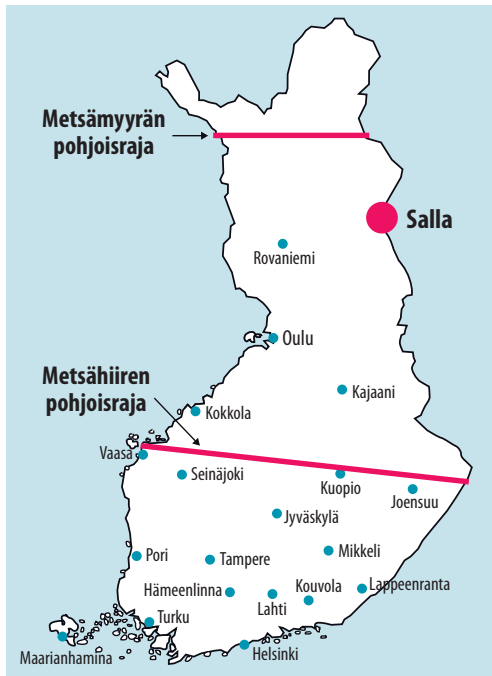 Metsämyyrän
pohjoisraja
Salla
Rovaniemi
Oulu
Metsähiiren
pohjoisraja
Kajaani
Kokkola
Vaasa
Seinäjoki
Kuopio
Joensuu
Jyväskylä
Pori
Tampere
Mikkeli
Hämeenlinna
Lahti
Kouvola
Lappeenranta
Turku
Maarianhamina
Helsinki